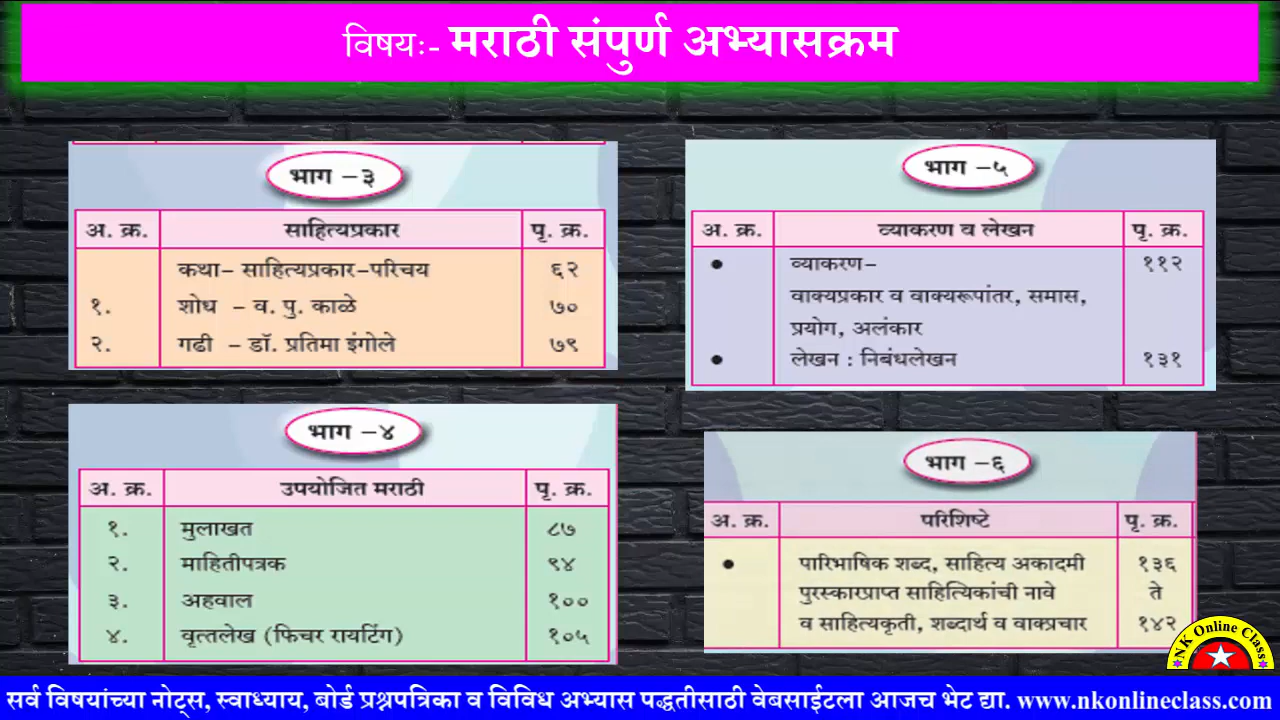 विषयः- मराठी संपुर्ण अभ्यासक्रम
भाग -३
अ. क्र. साहित्यप्रकार पृ. क्र.
कथा- साहित्यप्रकार-परिचय ६२
१. शोध - व. पु. काळे ७०
२. गढी - डॉ. प्रतिमा इंगोले ७९
भाग -४
अ. क्र. उपयोजित मराठी पृ. क्र.
१. मुलाखत ८७
२. माहितीपत्रक ९४
३. अहवाल १००
४. वृत्तलेख (फिचर रायटिंग) १०५
भाग -५
अ. क्र. व्याकरण व लेखन पृ. क्र.
● व्याकरण- ११२
वाक्यप्रकार व वाक्यरूपांतर, समास,
प्रयोग, अलंकार
● लेखन : निबंधलेखन १३१
भाग -६
अ. क्र. परिशिष्टे पृ. क्र.
● पारिभाषिक शब्द, साहित्य अकादमी १३६
पुरस्कारप्राप्त साहित्यिकांची नावे ते
व साहित्यकृती, शब्दार्थ व वाक्प्रचार १४२
NK Online Class
सर्व विषयांच्या नोट्स, स्वाध्याय, बोर्ड प्रश्नपत्रिका व विविध अभ्यास पद्धतीसाठी वेबसाईटला आजच भेट द्या. www.nkonlineclass.com